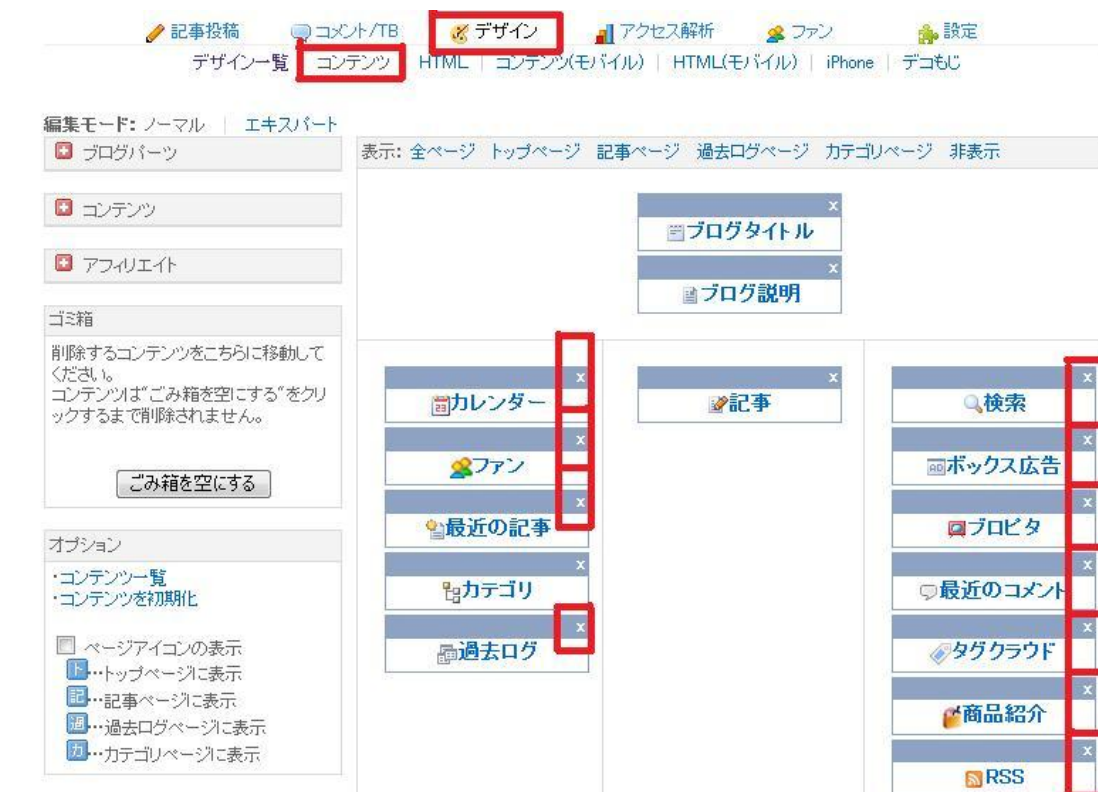 記事投稿 コメント/TB デザイン アクセス解析 ファン 設定
デザイン一覧 | コンテンツ | HTML | コンテンツ(モバイル) | HTML(モバイル) | iPhone | デコもじ
編集モード: ノーマル | エキスパート
ブログパーツ
コンテンツ
アフィリエイト
ゴミ箱
削除するコンテンツをこちらに移動して
ください。
コンテンツは"ごみ箱を空にする"をクリ
ックするまで削除されません。
ごみ箱を空にする
オプション
・コンテンツ一覧
・コンテンツを初期化
ページアイコンの表示
ト…トップページに表示
記…記事ページに表示
過…過去ログページに表示
カ…カテゴリページに表示
表示: 全ページ トップページ 記事ページ 過去ログページ カテゴリページ 非表示
x
ブログタイトル
x
ブログ説明
x
23
カレンダー
x
ファン
x
最近の記事
x
カテゴリ
x
過去ログ
x
記事
x
検索
x
AD
ボックス広告
x
ブロピタ
x
最近のコメント
x
タグクラウド
x
商品紹介
x
RSS